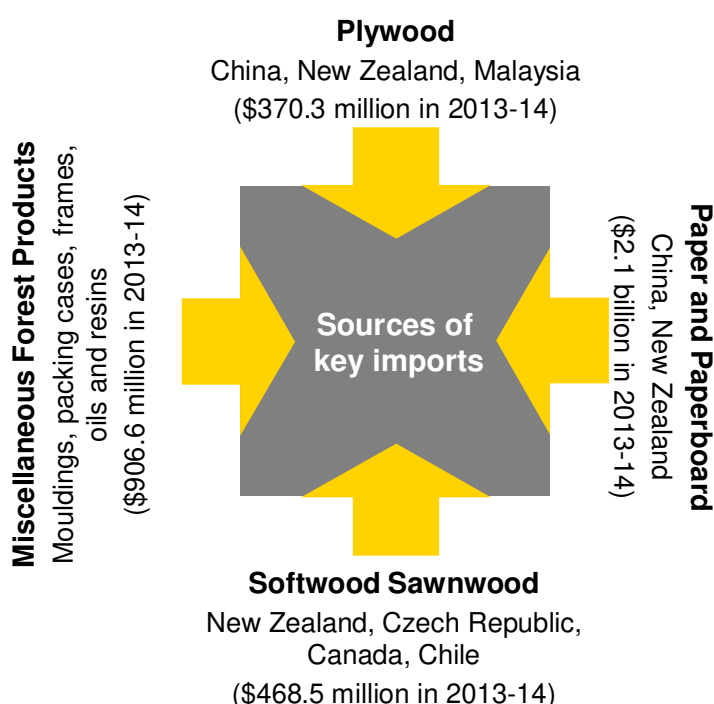 Plywood
China, New Zealand, Malaysia
($370.3 million in 2013-14)
Miscellaneous Forest Products
Mouldings, packing cases, frames,
oils and resins
($906.6 million in 2013-14)
Sources of
key imports
Paper and Paperboard
China, New Zealand
($2.1 billion in 2013-14)
Softwood Sawnwood
New Zealand, Czech Republic,
Canada, Chile
($468.5 million in 2013-14)